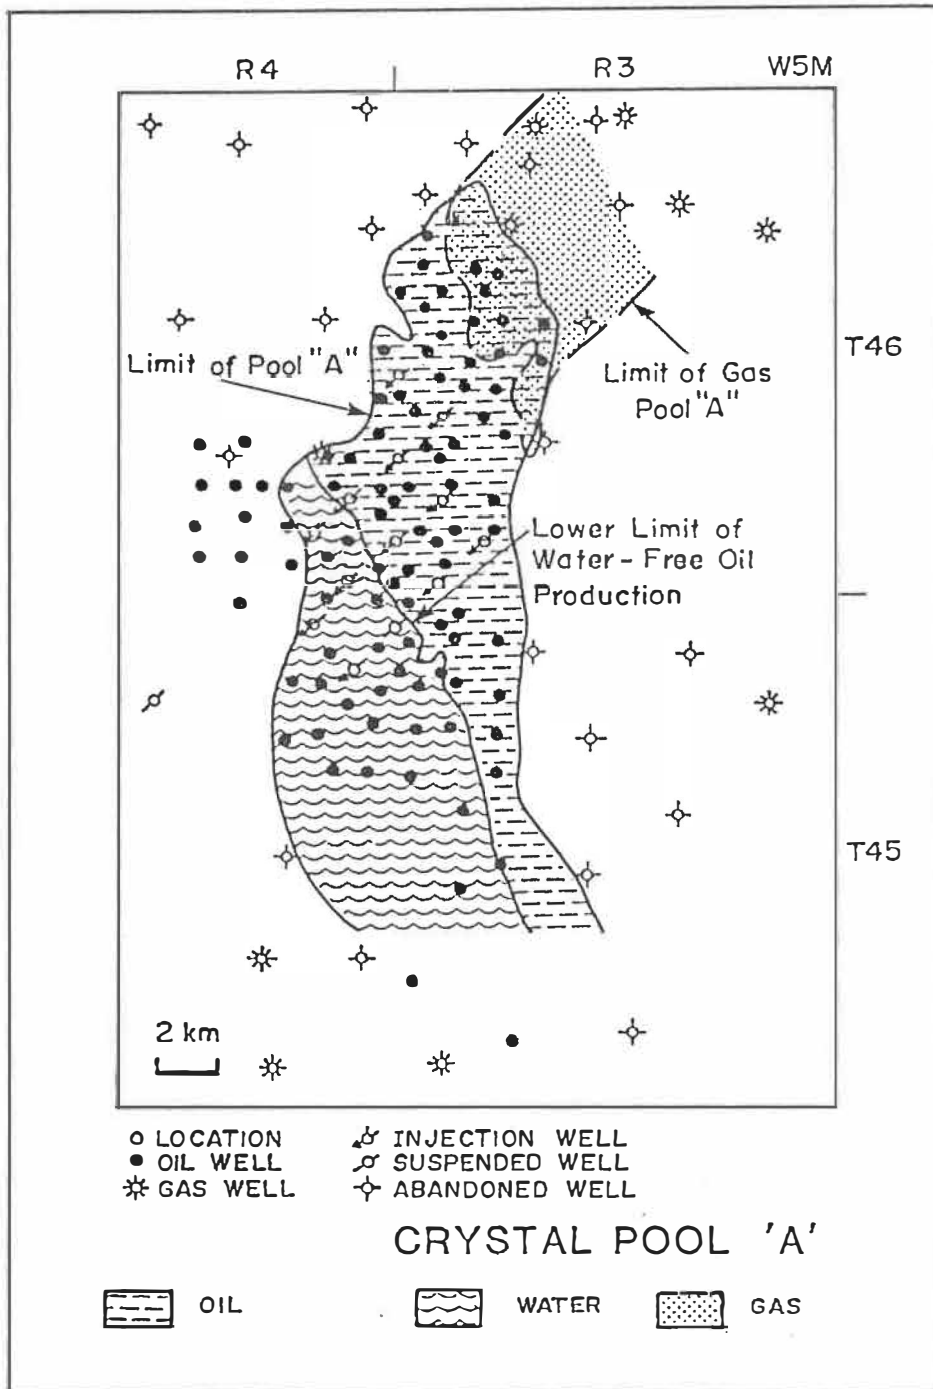 R4 R3 W5M
Limit of Pool "A"
T46
Limit of Gas
Pool "A"
Lower Limit of
Water-Free Oil
Production
T45
2 km
LOCATION INJECTION WELL
OIL WELL SUSPENDED WELL
GAS WELL ABANDONED WELL
CRYSTAL POOL 'A'
OIL WATER GAS